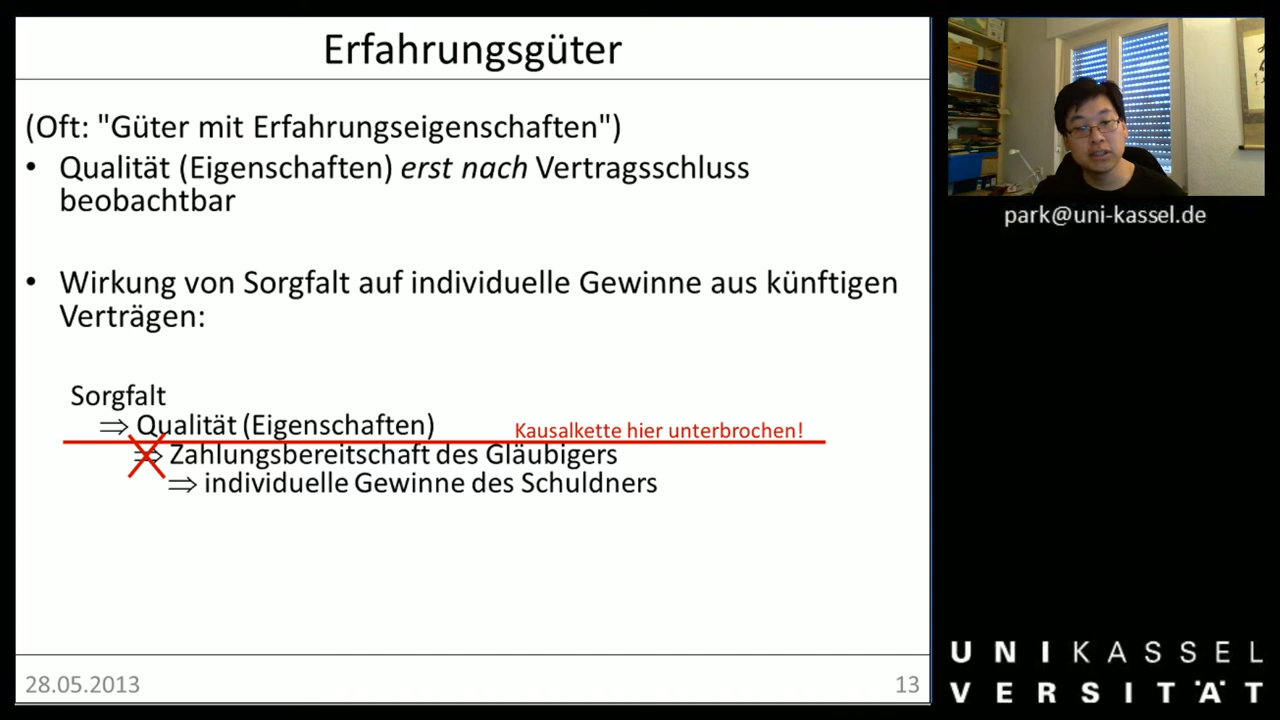 Erfahrungsgüter
(Oft: "Güter mit Erfahrungseigenschaften")
• Qualität (Eigenschaften) erst nach Vertragsschluss
beobachtbar
• Wirkung von Sorgfalt auf individuelle Gewinne aus künftigen
Verträgen:
Sorgfalt
⇒ Qualität (Eigenschaften)
Kausalkette hier unterbrochen!
⇒ Zahlungsbereitschaft des Gläubigers
⇒ individuelle Gewinne des Schuldners
28.05.2013
13
park@uni-kassel.de
UNIKASSEL
VERSITÄT